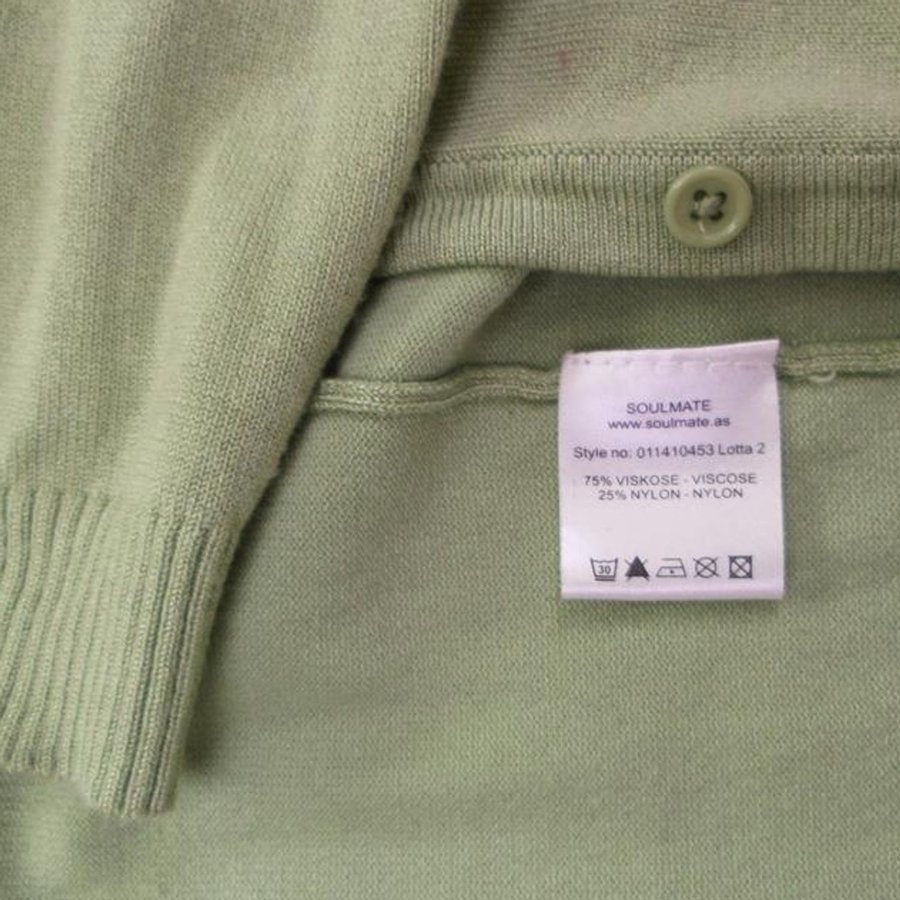 SOULMATE
www.soulmate.as
Style no: 011410453 Lotta 2
75% VISKOSE - VISCOSE
25% NYLON - NYLON
30